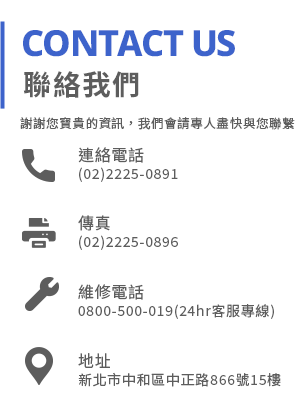 CONTACT US
聯絡我們
謝謝您寶貴的資訊，我們會請專人盡快與您聯繫
連絡電話
(02)2225-0891
傳真
(02)2225-0896
維修電話
0800-500-019(24hr客服專線)
地址
新北市中和區中正路866號15樓